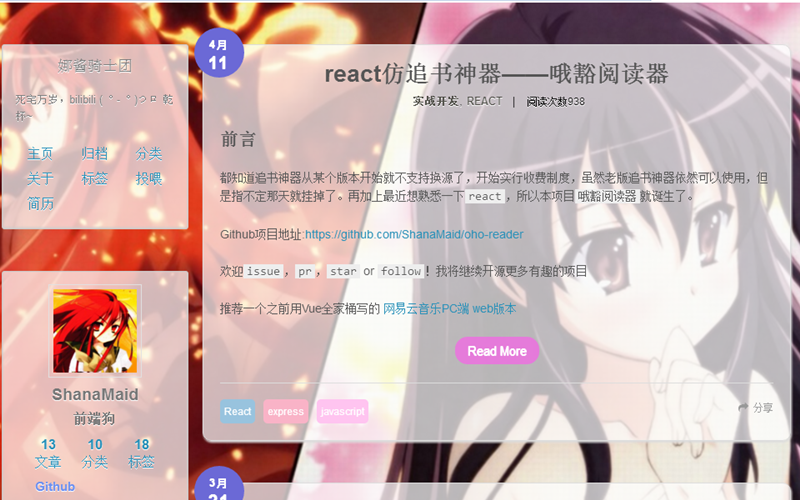 娜酱骑士团
死宅万岁，bilibili ( ゜- ゜)つロ 乾
杯~
主页 归档 分类
关于 标签 投喂
简历
ShanaMaid
前端狗
13 10 18
文章 分类 标签
Github
4月
11
react仿追书神器——哦豁阅读器
实战开发, REACT | 阅读次数938
前言
都知道追书神器从某个版本开始就不支持换源了，开始实行收费制度，虽然老版追书神器依然可以使用，但
是指不定那天就挂掉了。再加上最近想熟悉一下 react ，所以本项目 哦豁阅读器 就诞生了。
Github项目地址:https://github.com/ShanaMaid/oho-reader
欢迎 issue ， pr ， star or follow ！我将继续开源更多有趣的项目
推荐一个之前用Vue全家桶写的 网易云音乐PC端 web版本
Read More
React express javascript
分享
3月
21